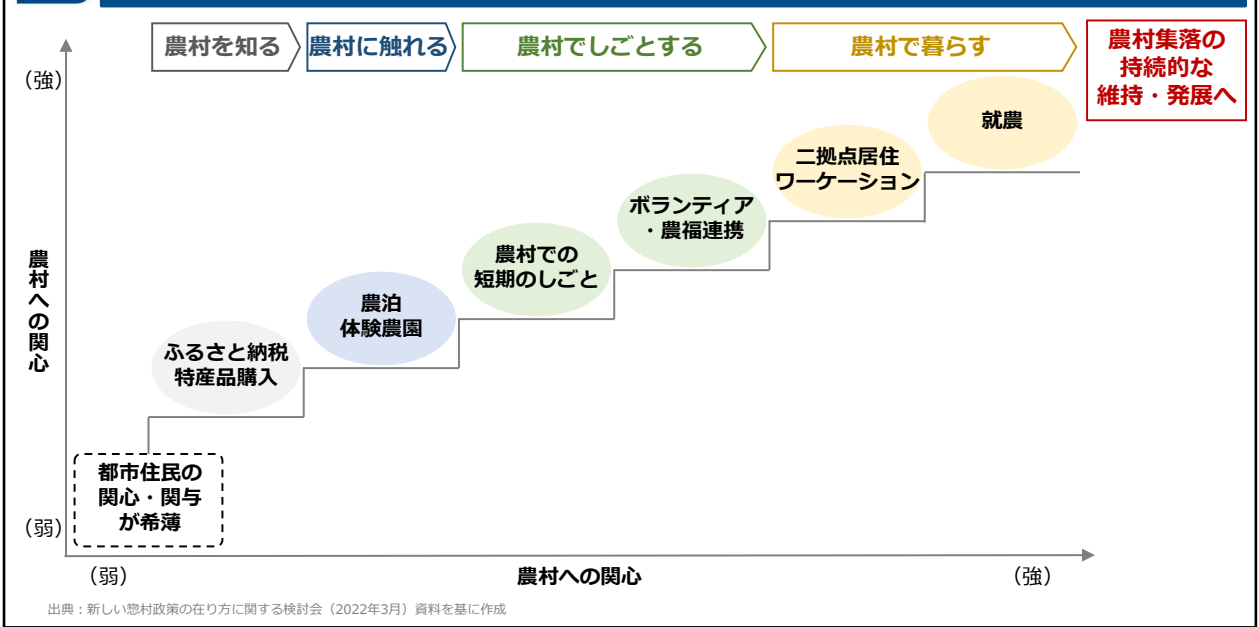 農村を知る
農村に触れる
農村でしごとする
農村で暮らす
農村集落の
持続的な
維持・発展へ
（強）
就農
二拠点居住
ワーケーション
ボランティア
・農福連携
農村での
短期のしごと
農泊
体験農園
ふるさと納税
特産品購入
農村への関心
都市住民の
関心・関与
が希薄
（弱）
（弱）
農村への関心
（強）
出典：新しい惣村政策の在り方に関する検討会（2022年3月）資料を基に作成